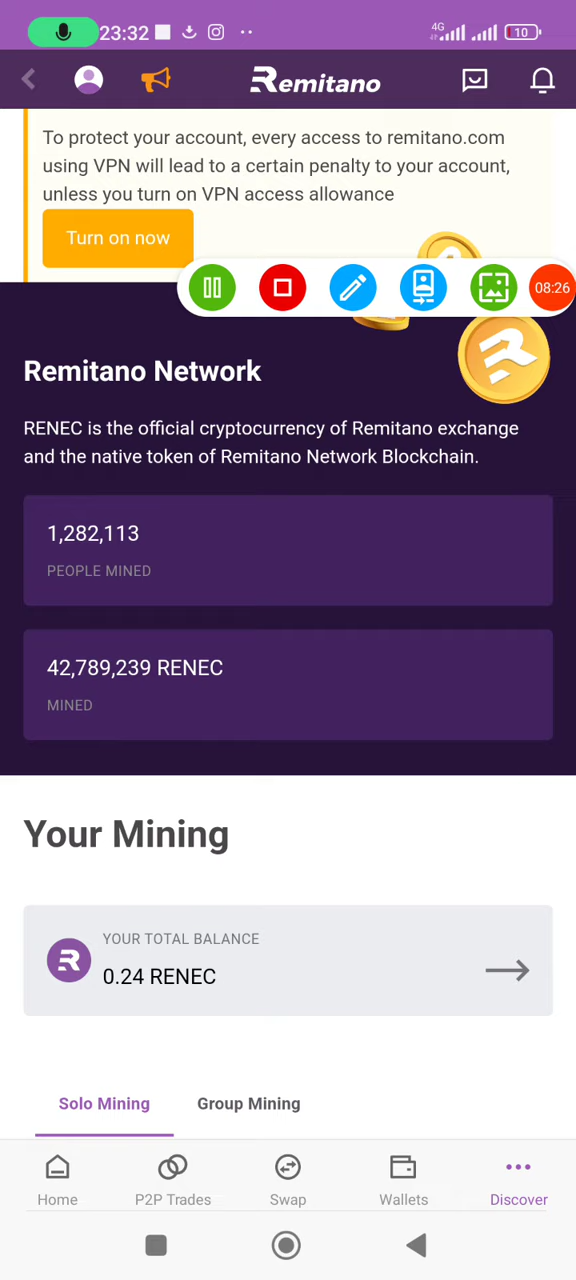 23:32
4G
10
Remitano
To protect your account, every access to remitano.com
using VPN will lead to a certain penalty to your account,
unless you turn on VPN access allowance
Turn on now
08:26
Remitano Network
RENEC is the official cryptocurrency of Remitano exchange
and the native token of Remitano Network Blockchain.
1,282,113
PEOPLE MINED
42,789,239 RENEC
MINED
Your Mining
YOUR TOTAL BALANCE
0.24 RENEC
Solo Mining Group Mining
Home P2P Trades Swap Wallets Discover